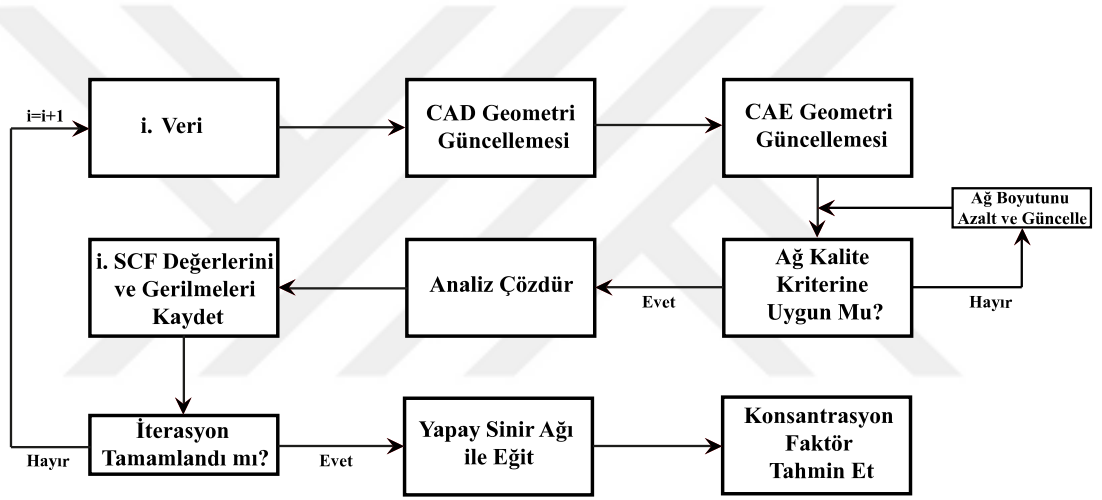 i=i+1
i. Veri
CAD Geometri
Güncellemesi
CAE Geometri
Güncellemesi
Ağ Boyutunu
Azalt ve Güncelle
i. SCF Değerlerini
ve Gerilmeleri
Kaydet
Analiz Çözdür
Evet
Ağ Kalite
Kriterine
Uygun Mu?
Hayır
Hayır
İterasyon
Tamamlandı mı?
Evet
Yapay Sinir Ağı
ile Eğit
Konsantrasyon
Faktör
Tahmin Et